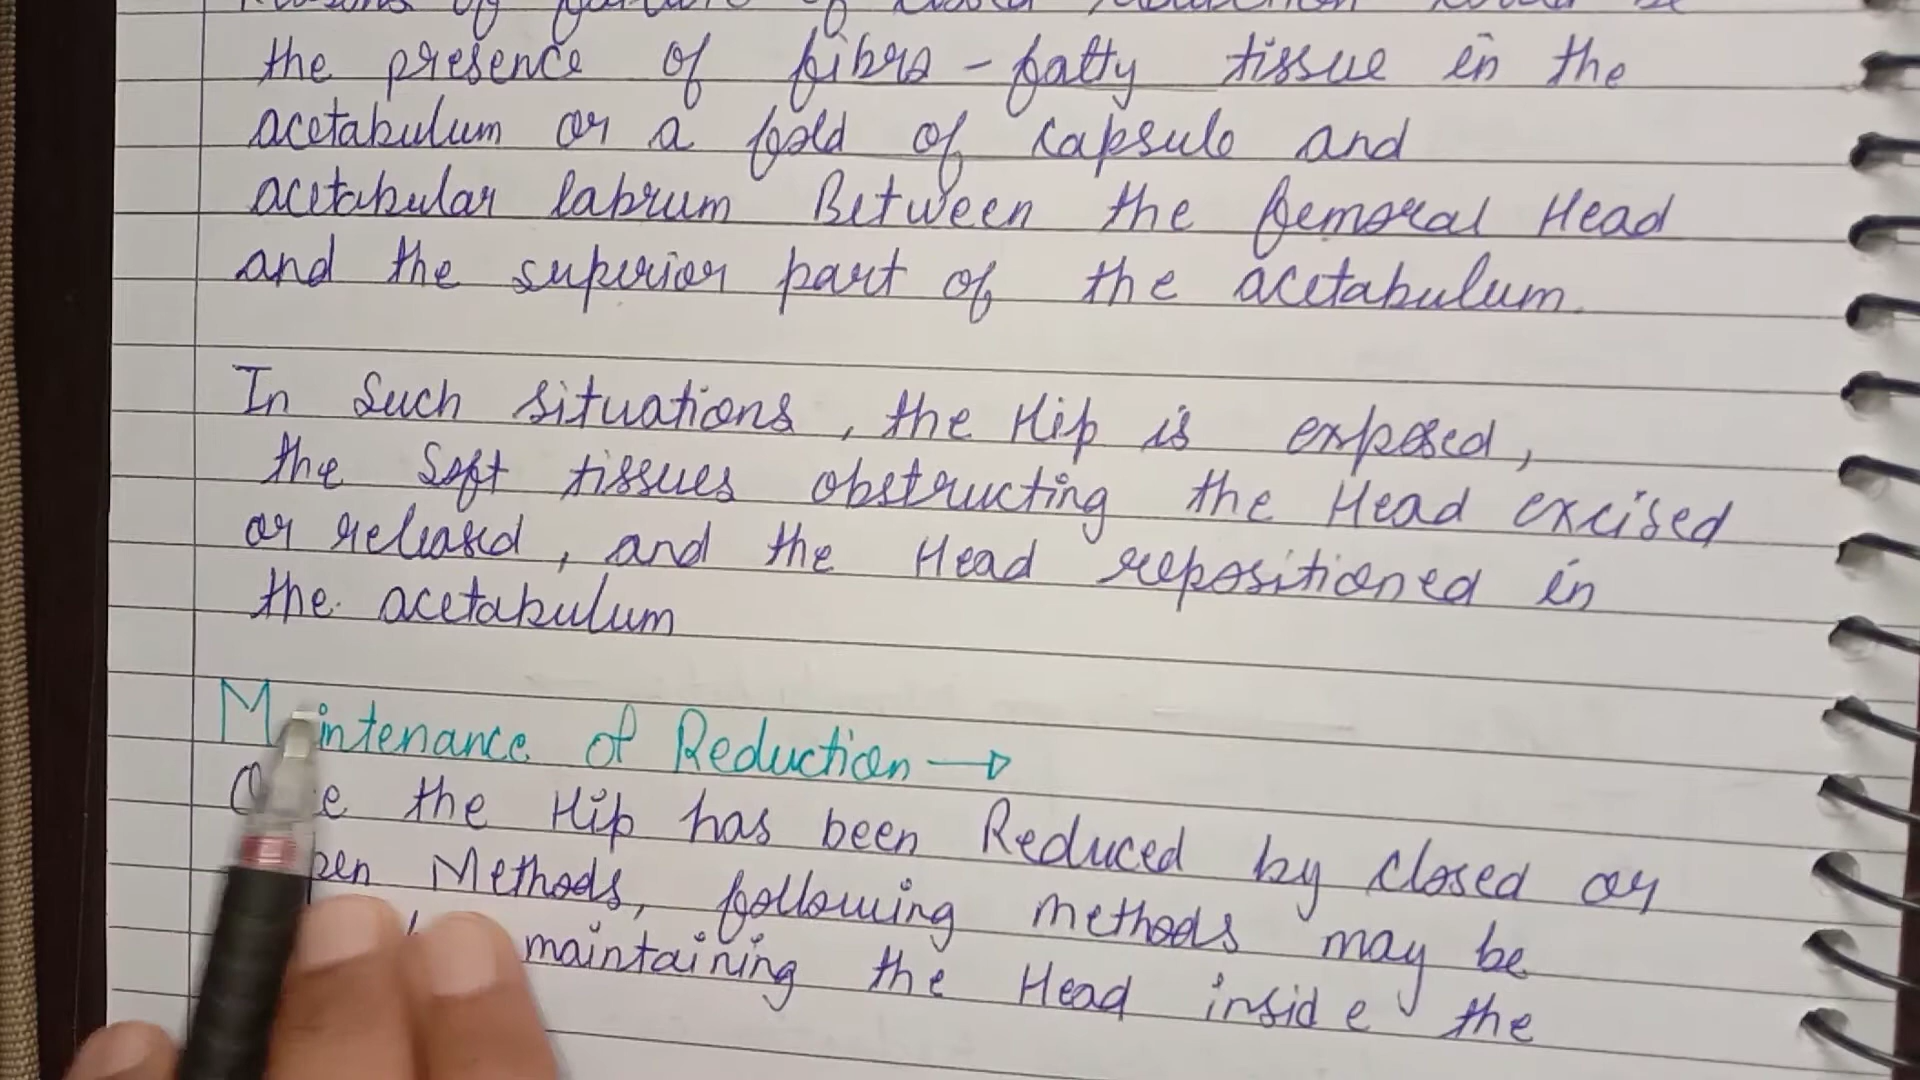 of closed
the presence of fibro-fatty tissue in the
acetabulum or a fold of capsule and
acetabular labrum Between the femoral Head
and the superior part of the acetabulum.
In Such situations, the Hip is exposed,
the Soft tissues obstructing the Head excised
or released, and the Head repositioned in
the acetabulum
Maintenance of Reduction →
the Hip has been Reduced by closed or
Methods, following methods may be
maintaining the Head inside the